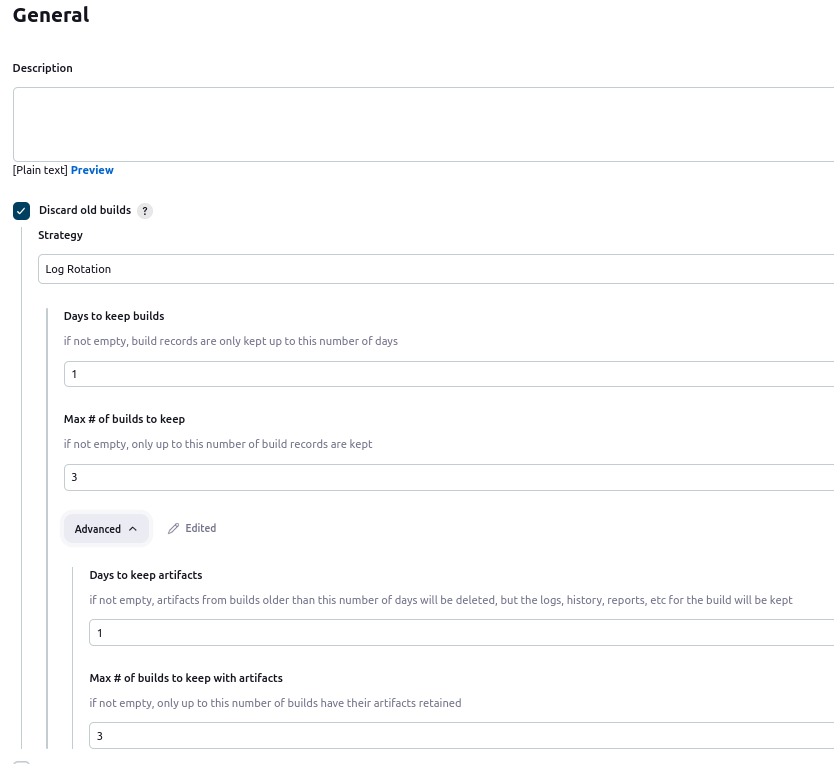 General
Description
[Plain text] Preview
Discard old builds ?
Strategy
Log Rotation
Days to keep builds
if not empty, build records are only kept up to this number of days
1
Max # of builds to keep
if not empty, only up to this number of build records are kept
3
Advanced Edited
Days to keep artifacts
if not empty, artifacts from builds older than this number of days will be deleted, but the logs, history, reports, etc for the build will be kept
1
Max # of builds to keep with artifacts
if not empty, only up to this number of builds have their artifacts retained
3